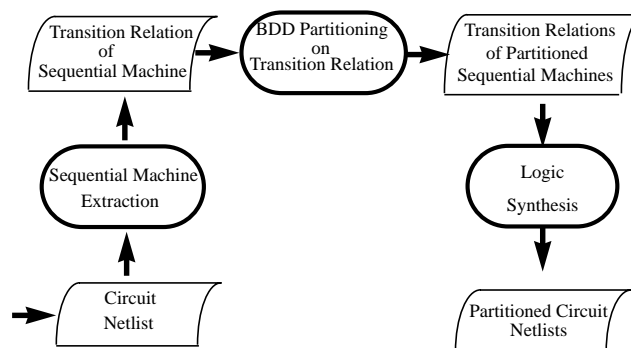 Transition Relation
of
Sequential Machine
BDD Partitioning
on
Transition Relation
Transition Relations
of Partitioned
Sequential Machines
Sequential Machine
Extraction
Logic
Synthesis
Circuit
Netlist
Partitioned Circuit
Netlists